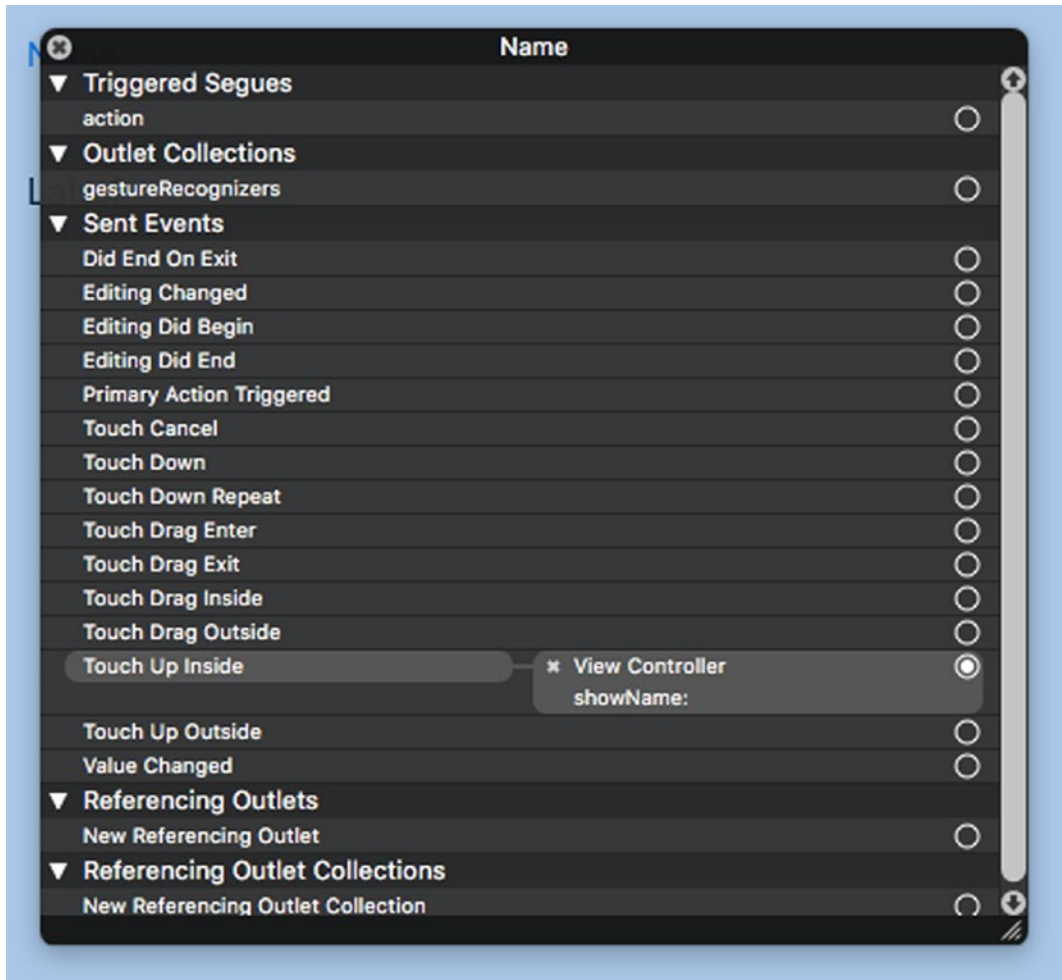 Name
Triggered Segues
action
Outlet Collections
gestureRecognizers
Sent Events
Did End On Exit
Editing Changed
Editing Did Begin
Editing Did End
Primary Action Triggered
Touch Cancel
Touch Down
Touch Down Repeat
Touch Drag Enter
Touch Drag Exit
Touch Drag Inside
Touch Drag Outside
Touch Up Inside
View Controller
showName:
Touch Up Outside
Value Changed
Referencing Outlets
New Referencing Outlet
Referencing Outlet Collections
New Referencing Outlet Collection